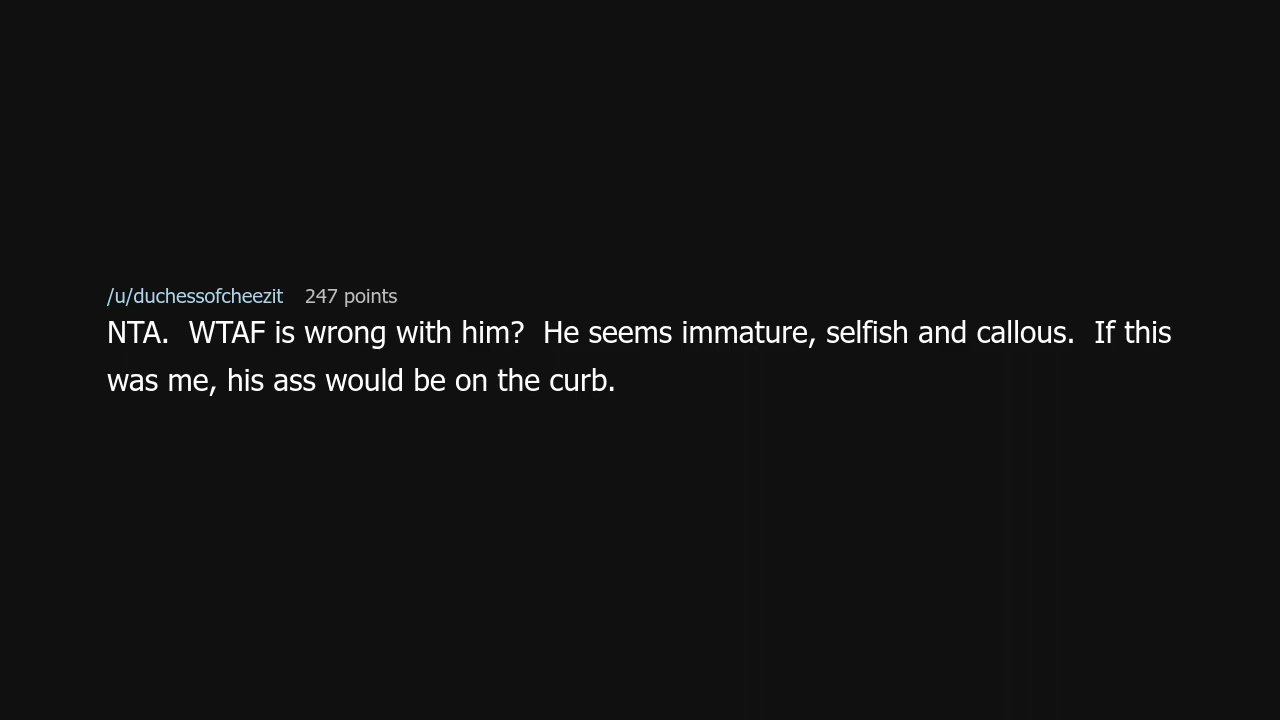 /u/duchessofcheezit 247 points
NTA.  WTAF is wrong with him?  He seems immature, selfish and callous.  If this
was me, his ass would be on the curb.